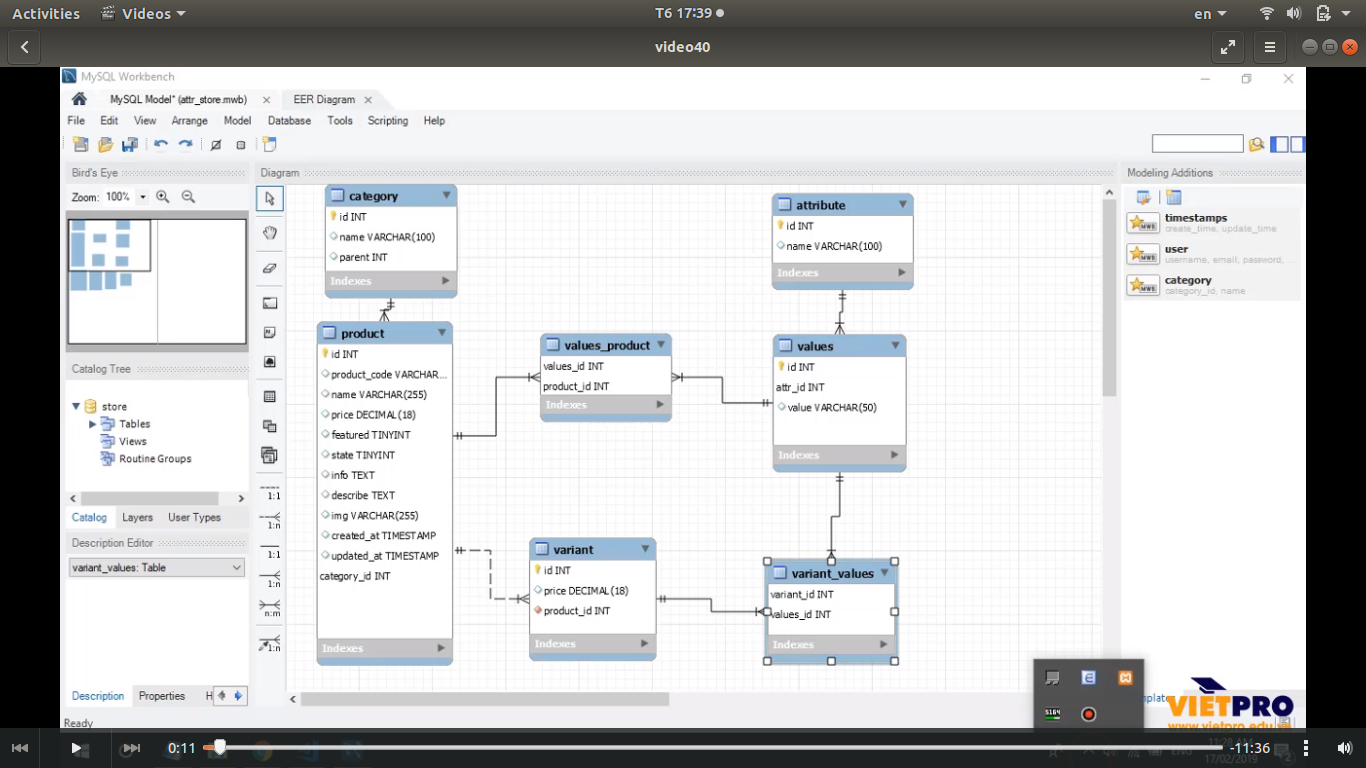 Activities
Videos
T6 17:39
en
video40
MySQL Workbench
MySQL Model* (attr_store.mwb)
EER Diagram
File Edit View Arrange Model Database Tools Scripting Help
Bird's Eye
Zoom: 100%
Catalog Tree
store
Tables
Views
Routine Groups
Catalog Layers User Types
Description Editor
variant_values: Table
Description Properties H
Ready
Diagram
1:1
1:n
1:1
1:n
n:m
1:n
category
id INT
name VARCHAR(100)
parent INT
Indexes
product
id INT
product_code VARCHAR...
name VARCHAR(255)
price DECIMAL(18)
featured TINYINT
state TINYINT
info TEXT
describe TEXT
img VARCHAR(255)
created_at TIMESTAMP
updated_at TIMESTAMP
category_id INT
Indexes
values_product
values_id INT
product_id INT
Indexes
variant
id INT
price DECIMAL(18)
product_id INT
Indexes
attribute
id INT
name VARCHAR(100)
Indexes
values
id INT
attr_id INT
value VARCHAR(50)
Indexes
variant_values
variant_id INT
values_id INT
Indexes
Modeling Additions
timestamps
create_time, update_time
user
username, email, password, ...
category
category_id, name
VIETPRO
0:11
-11:36
11:28 AM
17/02/2019